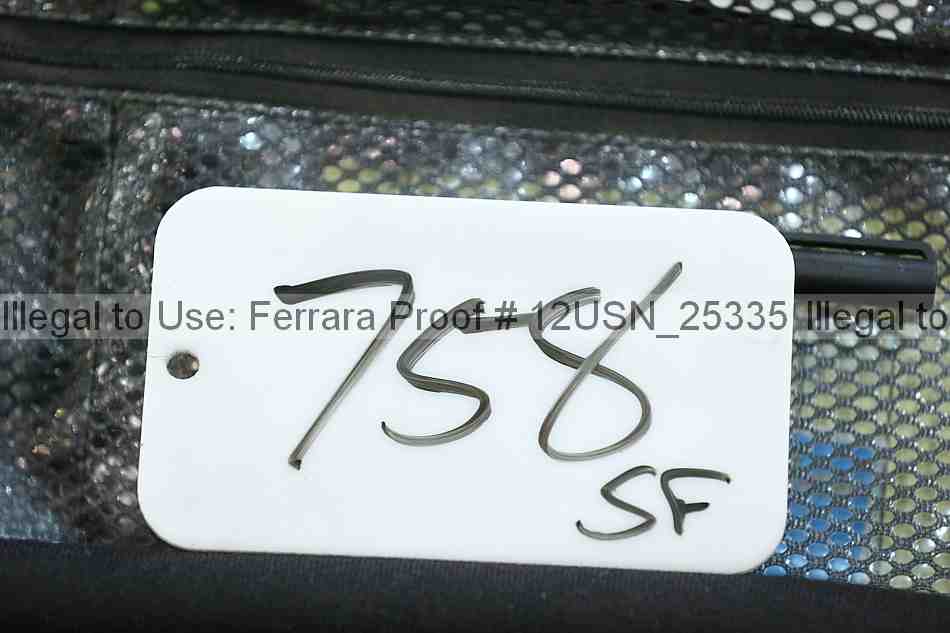 Illegal to Use: Ferrara Proof # 12USN_25335 Illegal to
758
SF